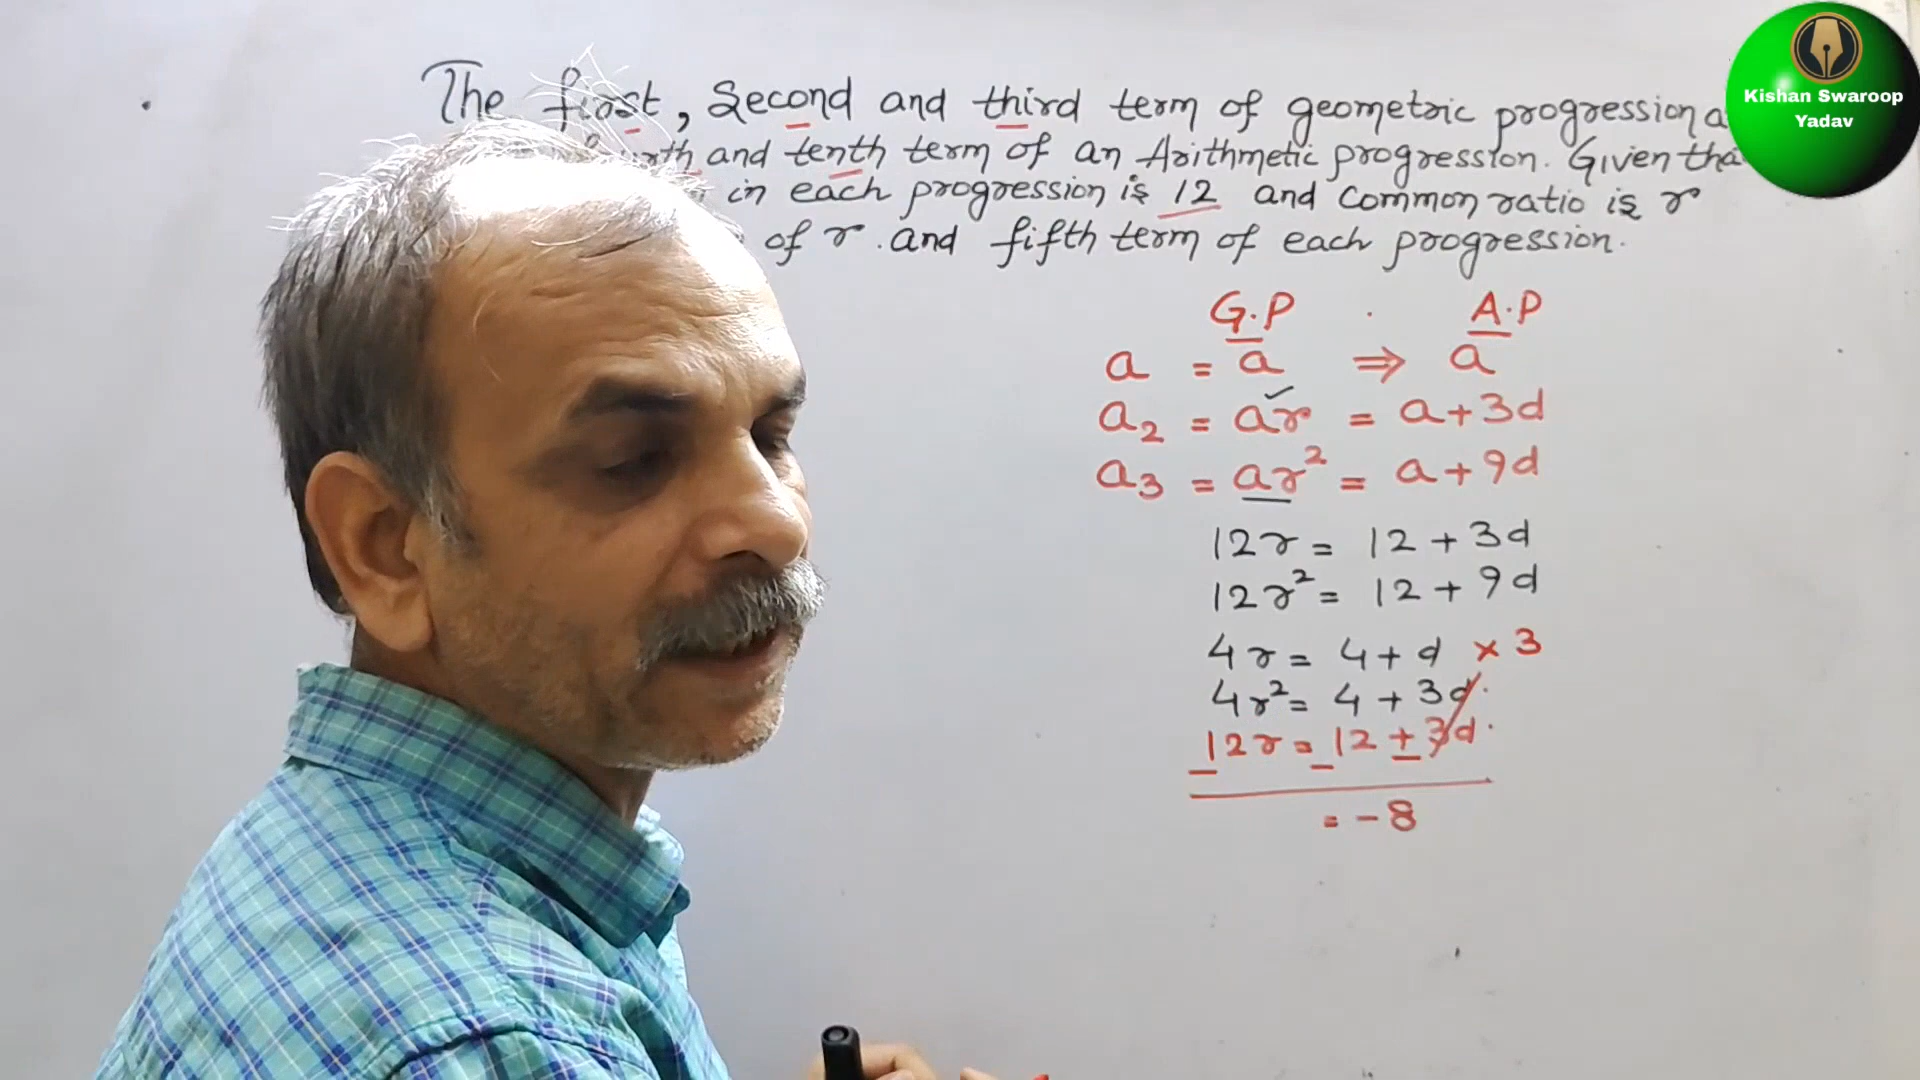 The first, Second and third term of geometric progression a
and tenth term of an Arithmetic progression. Given tha
in each progression is 12 and common ratio is r
of r. and fifth term of each progression.
Kishan Swaroop
Yadav
G.P A.P
a = a ⇒ a
a₂ = ar = a+3d
a₃ = ar² = a+9d
12r = 12 + 3d
12r² = 12 + 9d
4r = 4+d × 3
4r² = 4 + 3d
12r = 12 + 3d
= -8